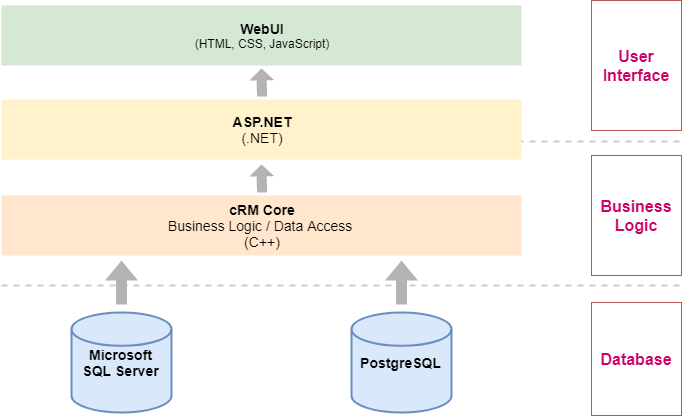 WebUI
(HTML, CSS, JavaScript)
User
Interface
ASP.NET
(.NET)
cRM Core
Business Logic / Data Access
(C++)
Business
Logic
Microsoft
SQL Server
PostgreSQL
Database